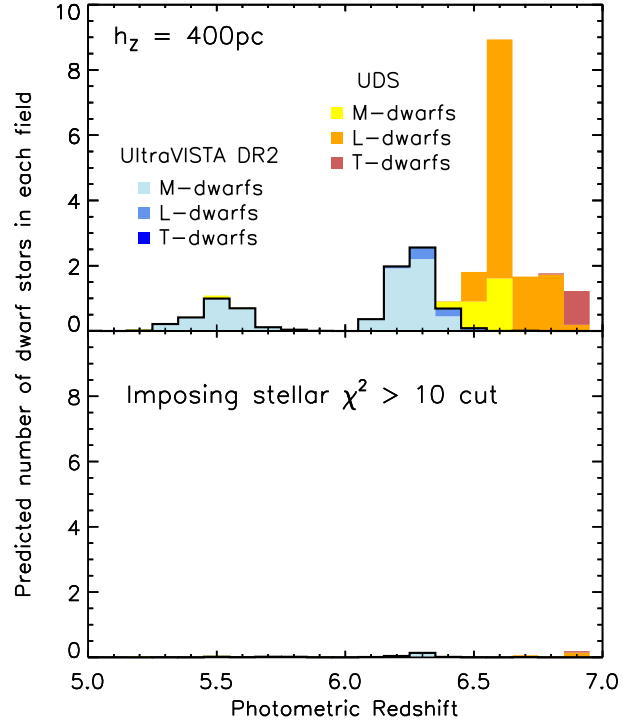 h_z = 400pc
UDS
M-dwarfs
L-dwarfs
T-dwarfs
UltraVISTA DR2
M-dwarfs
L-dwarfs
T-dwarfs
10
8
6
4
2
0
Imposing stellar χ² > 10 cut
8
6
4
2
0
5.0 5.5 6.0 6.5 7.0
Photometric Redshift
Predicted number of dwarf stars in each field